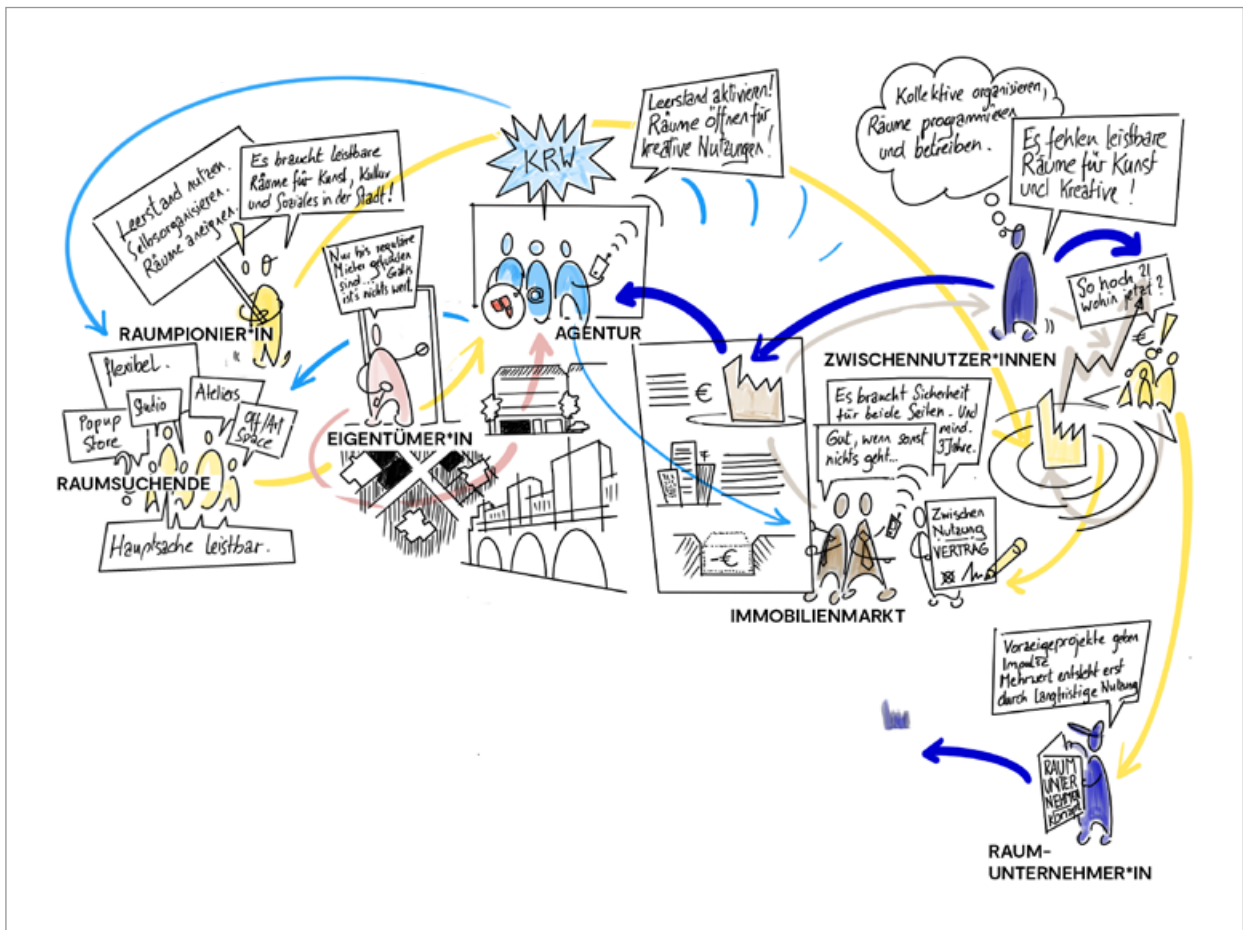 Leerstand nutzen.
Selbsorganisieren.
Räume aneignen.
Es braucht leistbare
Räume für Kunst, Kultur
und Soziales in der Stadt!
RAUMPIONIER*IN
flexibel.
Studio
Ateliers
Popup
Store
Off/Art
Space
RAUMSUCHENDE
Hauptsache leistbar.
Nur bis reguläre
Mieter gefunden
sind... Gratis
ist's nichts wert.
EIGENTÜMER*IN
KRW
AGENTUR
Leerstand aktivieren!
Räume öffnen für
kreative Nutzungen!
€
-€
Gut, wenn sonst
nichts geht...
Es braucht Sicherheit
für beide Seiten. Und
mind.
3 Jahre.
Zwischen
Nutzung
VERTRAG
IMMOBILIENMARKT
Kollektive organisieren,
Räume programmieren
und betreiben.
Es fehlen leistbare
Räume für Kunst
und Kreative!
ZWISCHENNUTZER*INNEN
So hoch?!
wohin jetzt?
€
Vorzeigeprojekte geben
Impulse
Mehrwert entsteht erst
durch langfristige Nutzung
RAUM
UNTER
NEHMEN
Konzept
RAUM-
UNTERNEHMER*IN